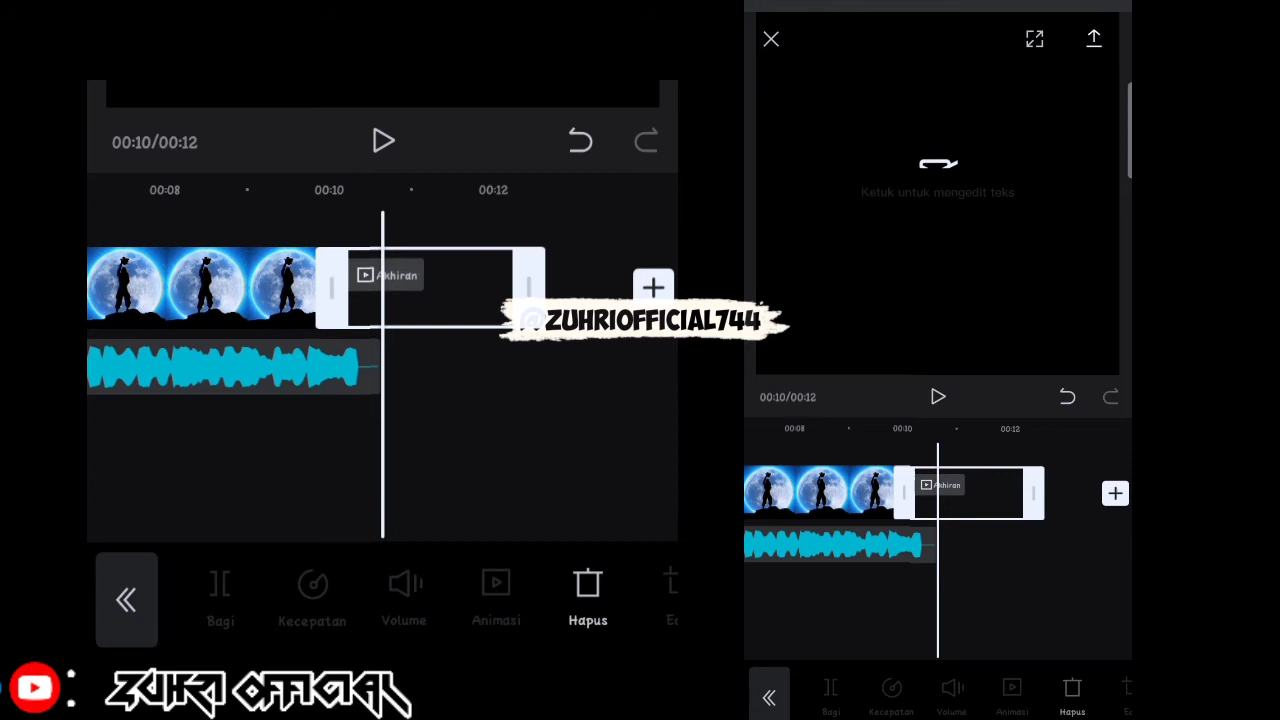 00:10/00:12
00:08
00:10
00:12
Akhiran
@ZUHRIOFFICIAL744
Bagi
Kecepatan
Volume
Animasi
Hapus
ZUHRI OFFICIAL
Ketuk untuk mengedit teks
00:10/00:12
00:08
00:10
00:12
Akhiran
Bagi
Kecepatan
Volume
Animasi
Hapus